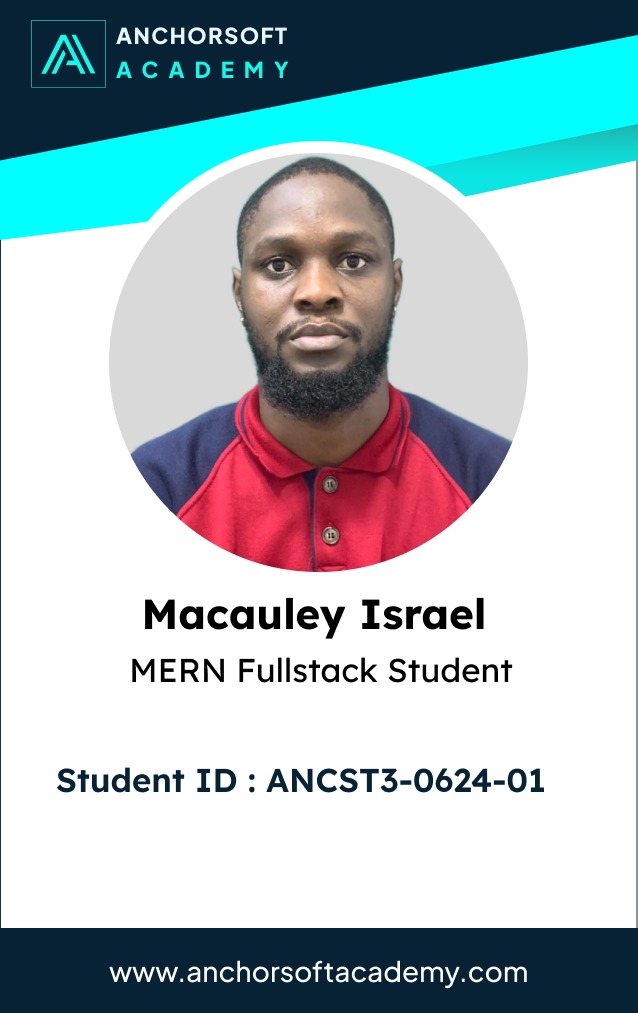 ANCHORSOFT
ACADEMY
Macauley Israel
MERN Fullstack Student
Student ID : ANCST3-0624-01
www.anchorsoftacademy.com